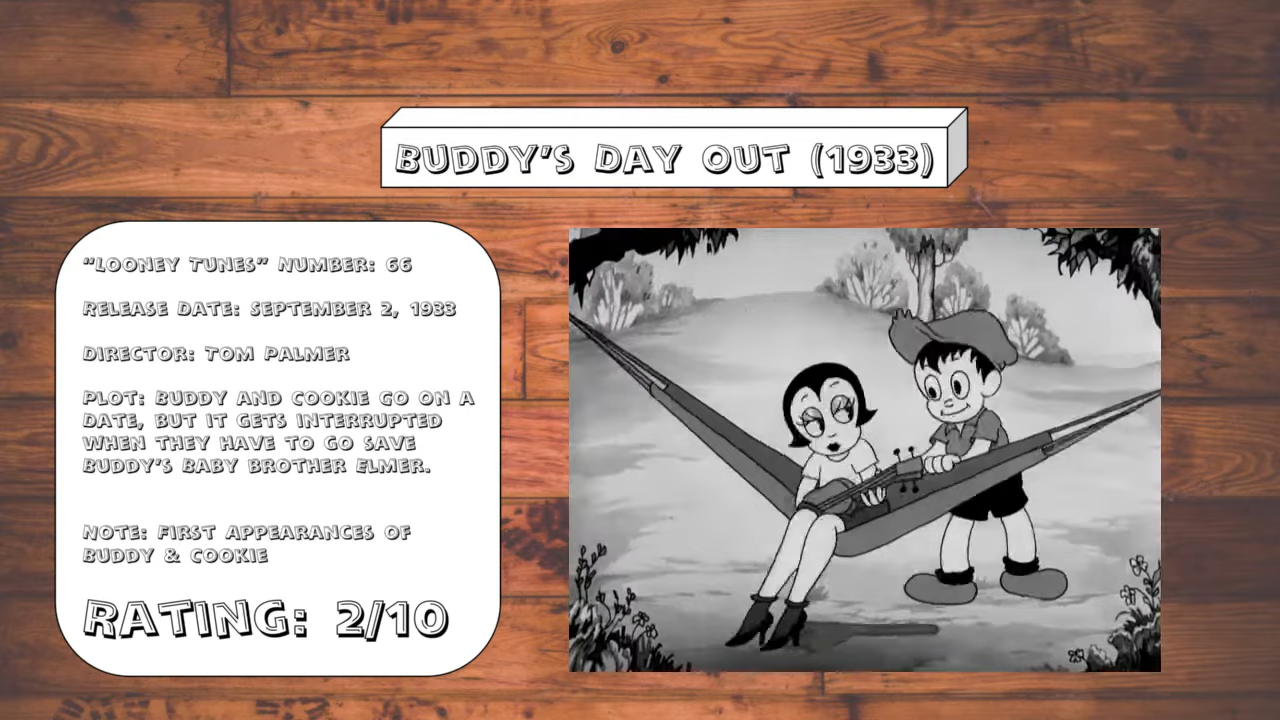 BUDDY'S DAY OUT (1933)
"LOONEY TUNES" NUMBER: 66
RELEASE DATE: SEPTEMBER 2, 1933
DIRECTOR: TOM PALMER
PLOT: BUDDY AND COOKIE GO ON A
DATE, BUT IT GETS INTERRUPTED
WHEN THEY HAVE TO GO SAVE
BUDDY'S BABY BROTHER ELMER.
NOTE: FIRST APPEARANCES OF
BUDDY & COOKIE
RATING: 2/10